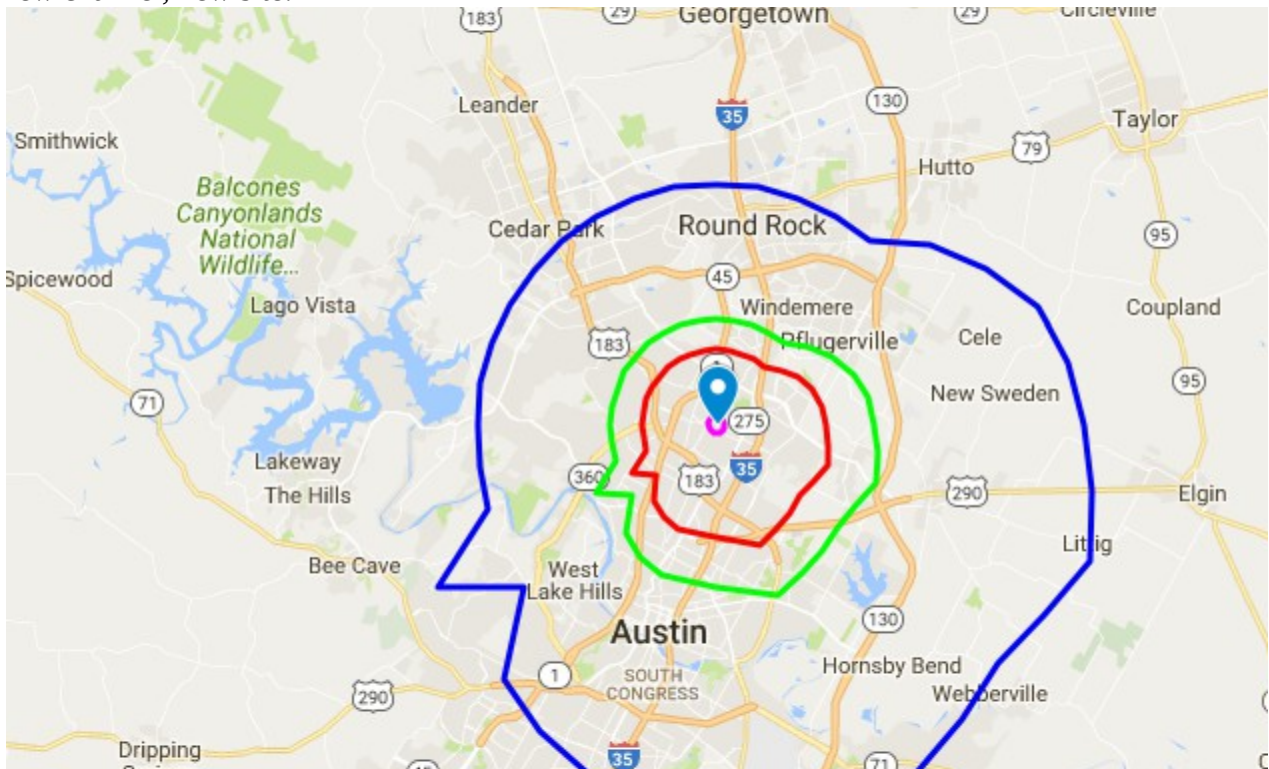 183
29
Georgetown
29
Circleville
Leander
35
130
Taylor
Smithwick
79
Hutto
Balcones
Canyonlands
National
Wildlife...
Cedar Park
Round Rock
95
Spicewood
45
Lago Vista
Windemere
Coupland
183
Pflugerville
Cele
95
New Sweden
71
275
Lakeway
360
183
35
290
Elgin
The Hills
Littig
Bee Cave
West
Lake Hills
130
Austin
Hornsby Bend
1
SOUTH
CONGRESS
290
Webberville
Dripping
35
71